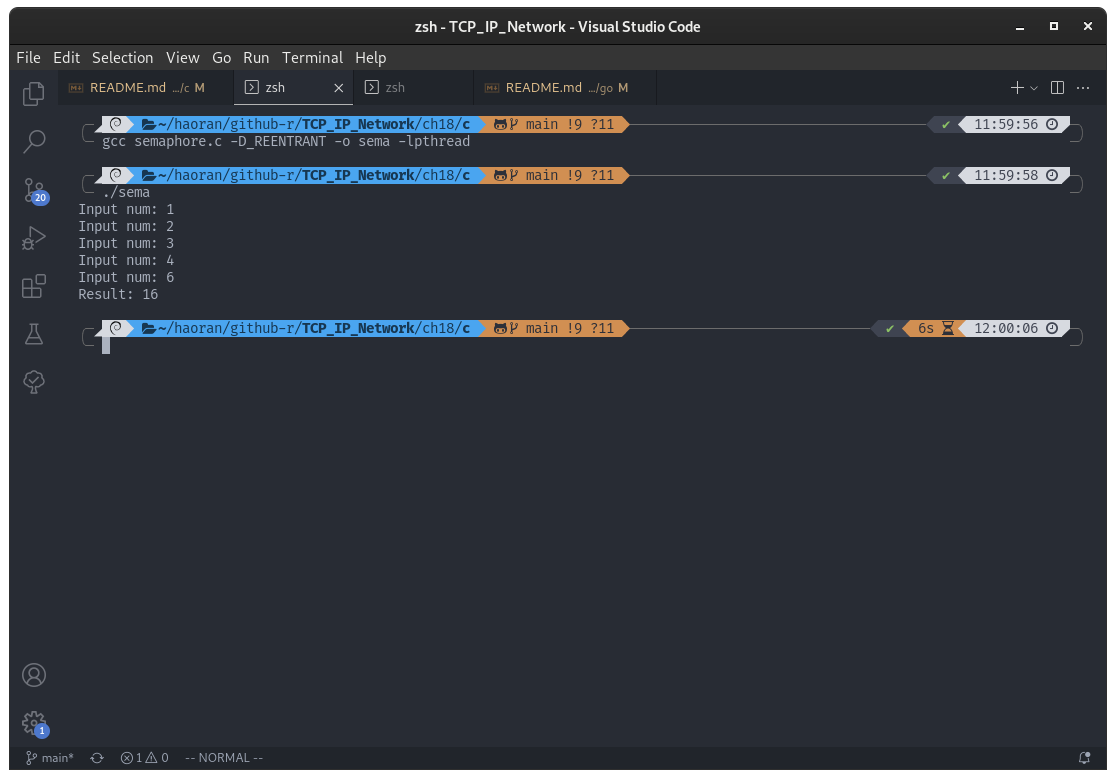 zsh - TCP_IP_Network - Visual Studio Code
File Edit Selection View Go Run Terminal Help
README.md .../c M zsh zsh README.md .../go M
~/haoran/github-r/TCP_IP_Network/ch18/c main !9 ?11 ✔ 11:59:56
gcc semaphore.c -D_REENTRANT -o sema -lpthread
~/haoran/github-r/TCP_IP_Network/ch18/c main !9 ?11 ✔ 11:59:58
./sema
20
Input num: 1
Input num: 2
Input num: 3
Input num: 4
Input num: 6
Result: 16
~/haoran/github-r/TCP_IP_Network/ch18/c main !9 ?11 ✔ 6s 12:00:06
1
main* 1 0 -- NORMAL --